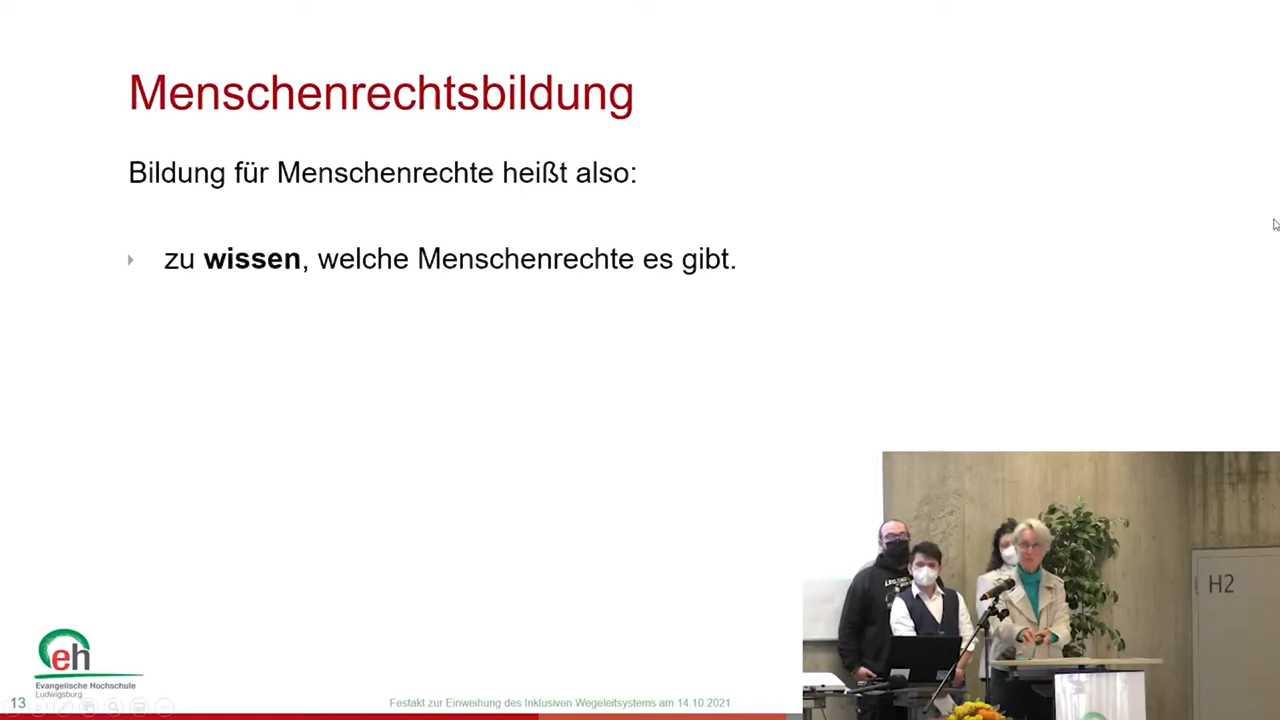 Menschenrechtsbildung
Bildung für Menschenrechte heißt also:
zu wissen, welche Menschenrechte es gibt.
H2
eh
Evangelische Hochschule
Ludwigsburg
13
Festakt zur Einweihung des Inklusiven Wegeleitsystems am 14.10.2021